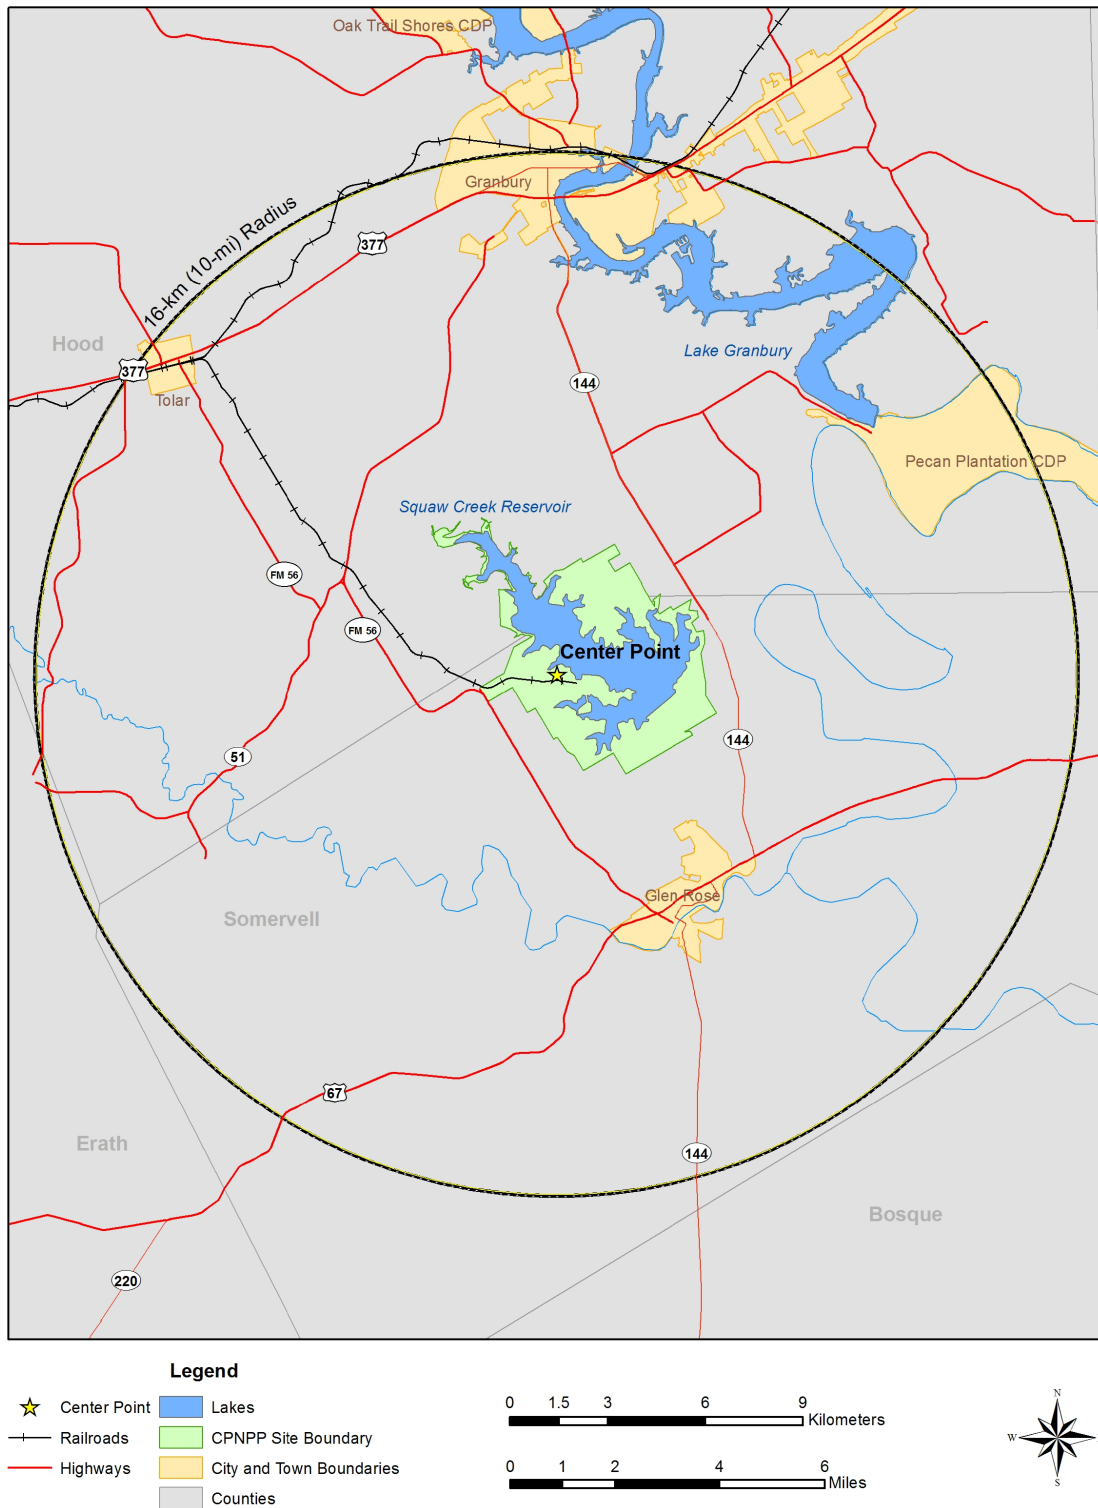 Oak Trail Shores CDP
Granbury
16-km (10-mi) Radius
377
Hood
377
Tolar
Lake Granbury
144
Pecan Plantation CDP
Squaw Creek Reservoir
FM 56
FM 56
Center Point
144
51
Glen Rose
Somervell
67
Erath
144
Bosque
220
Legend
Center Point
Railroads
Highways
Lakes
CPNPP Site Boundary
City and Town Boundaries
Counties
0 1.5 3 6 9
Kilometers
0 1 2 4 6
Miles
N
W
S